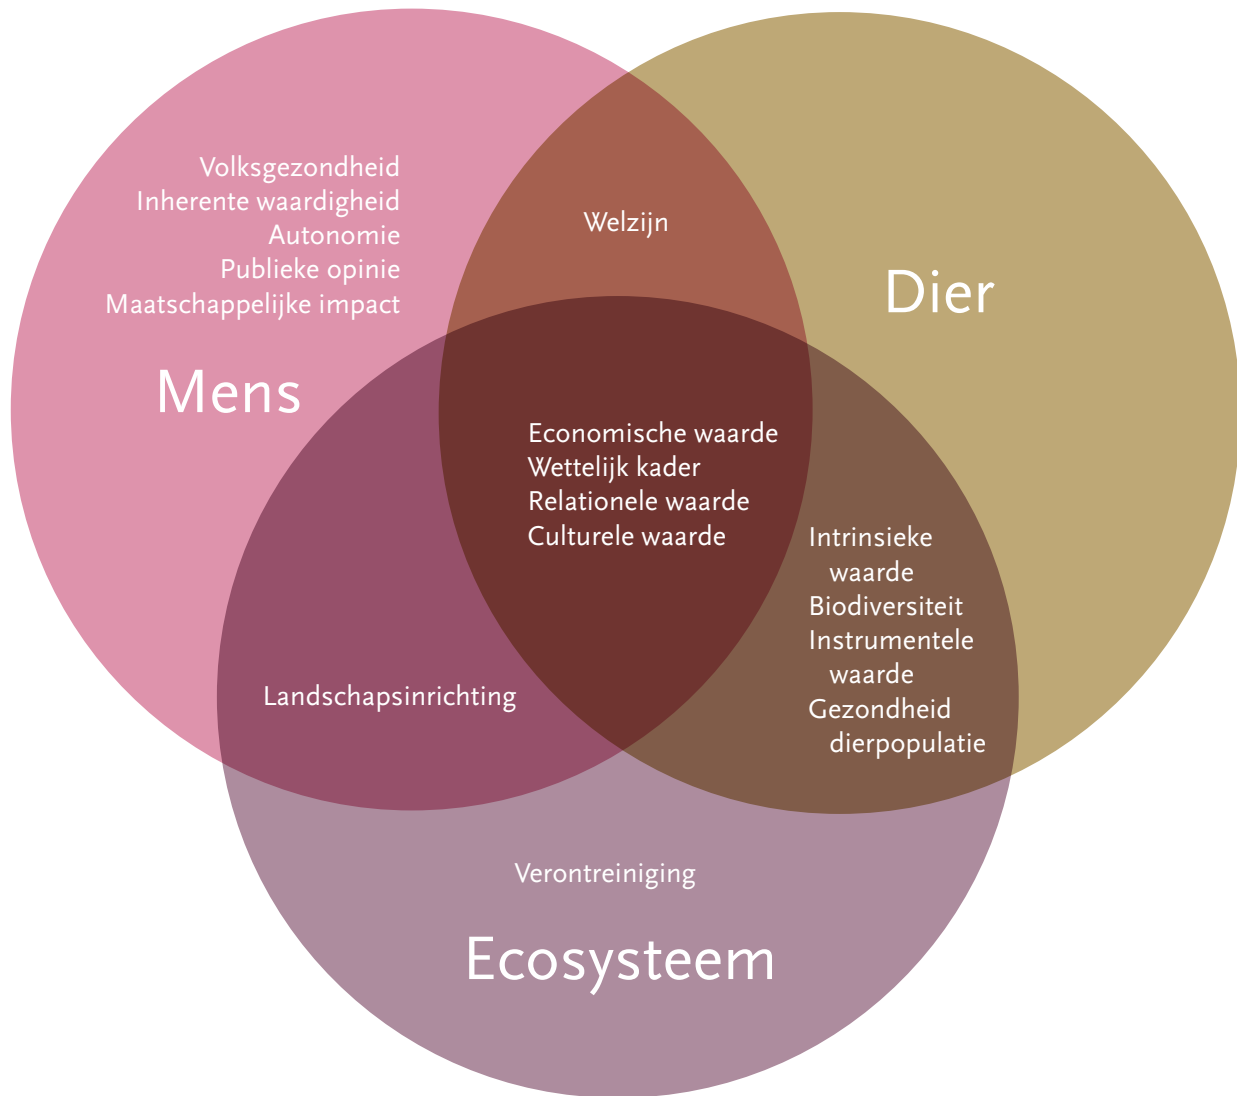 Volksgezondheid
Inherente waardigheid
Autonomie
Publieke opinie
Maatschappelijke impact
Mens
Welzijn
Dier
Economische waarde
Wettelijk kader
Relationele waarde
Culturele waarde
Intrinsieke
waarde
Biodiversiteit
Instrumentele
waarde
Gezondheid
dierpopulatie
Landschapsinrichting
Verontreiniging
Ecosysteem